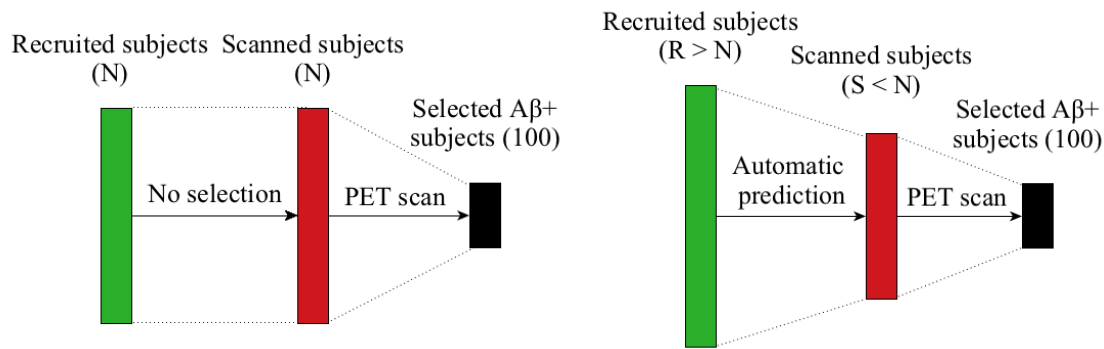 Recruited subjects
(N)
Scanned subjects
(N)
Selected Aβ+
subjects (100)
No selection
PET scan
Recruited subjects
(R > N)
Scanned subjects
(S < N)
Selected Aβ+
subjects (100)
Automatic
prediction
PET scan